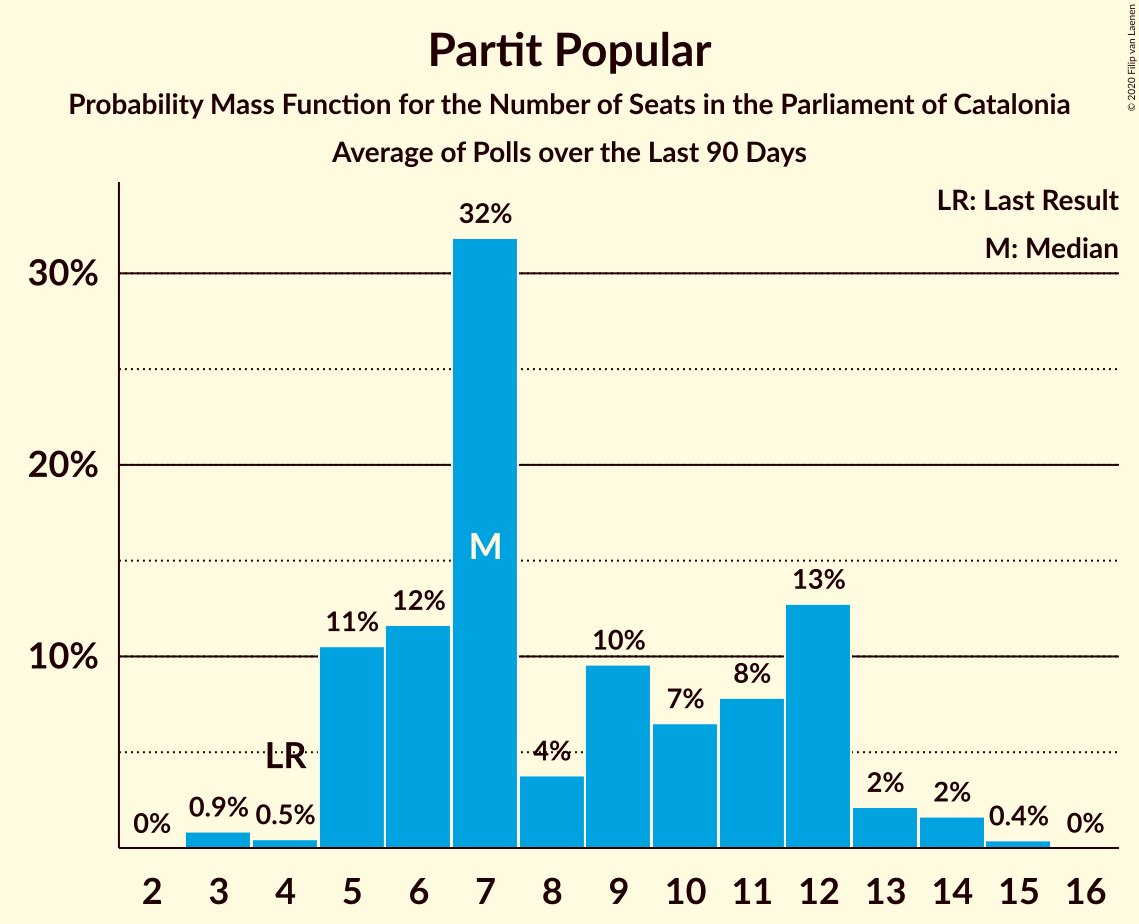 Partit Popular
Probability Mass Function for the Number of Seats in the Parliament of Catalonia
Average of Polls over the Last 90 Days
© 2020 Filip van Laenen
LR: Last Result
M: Median
30%
20%
10%
0%
0.9%
0.5%
LR
11%
12%
32%
M
4%
10%
7%
8%
13%
2%
2%
0.4%
0%
2 3 4 5 6 7 8 9 10 11 12 13 14 15 16